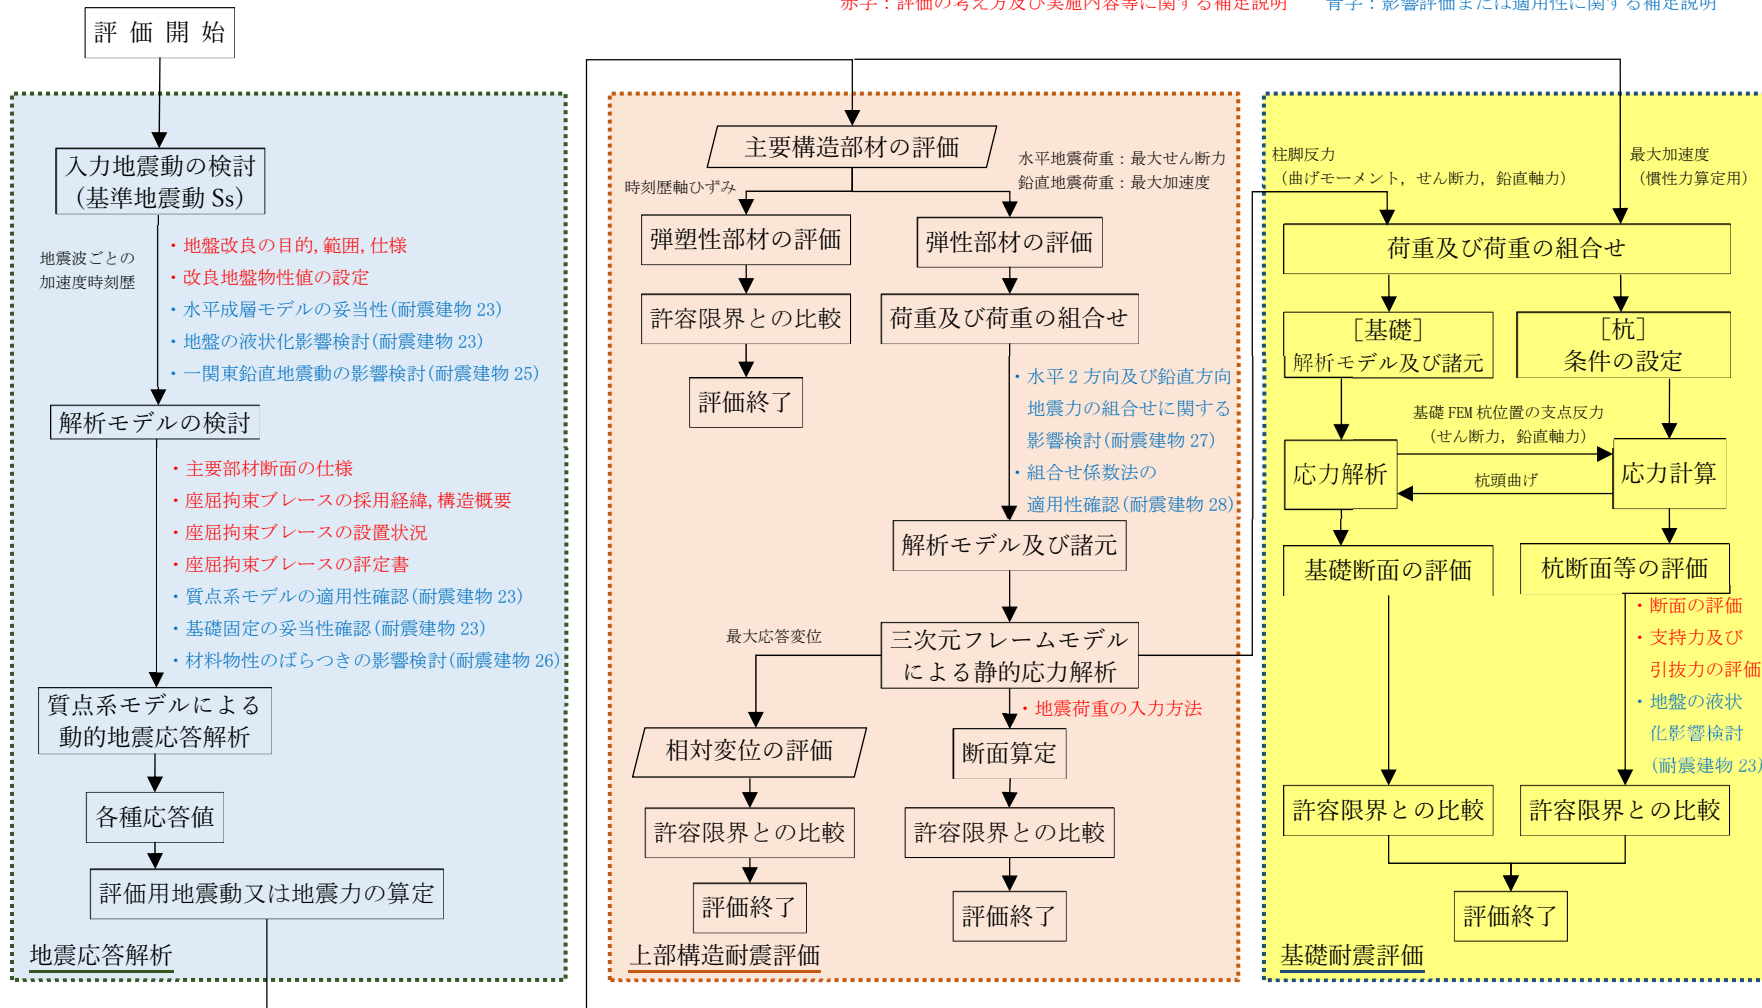 赤字：評価の考え方及び実施内容等に関する補足説明　青字：影響評価または適用性に関する補足説明
評 価 開 始
入力地震動の検討
（基準地震動 Ss）
地震波ごとの
加速度時刻歴
・地盤改良の目的,範囲,仕様
・改良地盤物性値の設定
・水平成層モデルの妥当性(耐震建物 23)
・地盤の液状化影響検討(耐震建物 23)
・一関東鉛直地震動の影響検討(耐震建物 25)
解析モデルの検討
・主要部材断面の仕様
・座屈拘束ブレースの採用経緯,構造概要
・座屈拘束ブレースの設置状況
・座屈拘束ブレースの評定書
・質点系モデルの適用性確認(耐震建物 23)
・基礎固定の妥当性確認(耐震建物 23)
・材料物性のばらつきの影響検討(耐震建物 26)
質点系モデルによる
動的地震応答解析
各種応答値
評価用地震動又は地震力の算定
地震応答解析
主要構造部材の評価
時刻歴軸ひずみ
水平地震荷重：最大せん断力
鉛直地震荷重：最大加速度
弾塑性部材の評価
弾性部材の評価
許容限界との比較
荷重及び荷重の組合せ
評価終了
・水平 2 方向及び鉛直方向
地震力の組合せに関する
影響検討(耐震建物 27)
・組合せ係数法の
適用性確認(耐震建物 28)
解析モデル及び諸元
最大応答変位
三次元フレームモデル
による静的応力解析
・地震荷重の入力方法
相対変位の評価
断面算定
許容限界との比較
許容限界との比較
評価終了
評価終了
上部構造耐震評価
柱脚反力
（曲げモーメント，せん断力，鉛直軸力）
最大加速度
（慣性力算定用）
荷重及び荷重の組合せ
［基礎］
解析モデル及び諸元
［杭］
条件の設定
基礎 FEM 杭位置の支点反力
（せん断力，鉛直軸力）
応力解析
杭頭曲げ
応力計算
基礎断面の評価
杭断面等の評価
・断面の評価
・支持力及び
引抜力の評価
・地盤の液状
化影響検討
(耐震建物 23)
許容限界との比較
許容限界との比較
評価終了
基礎耐震評価